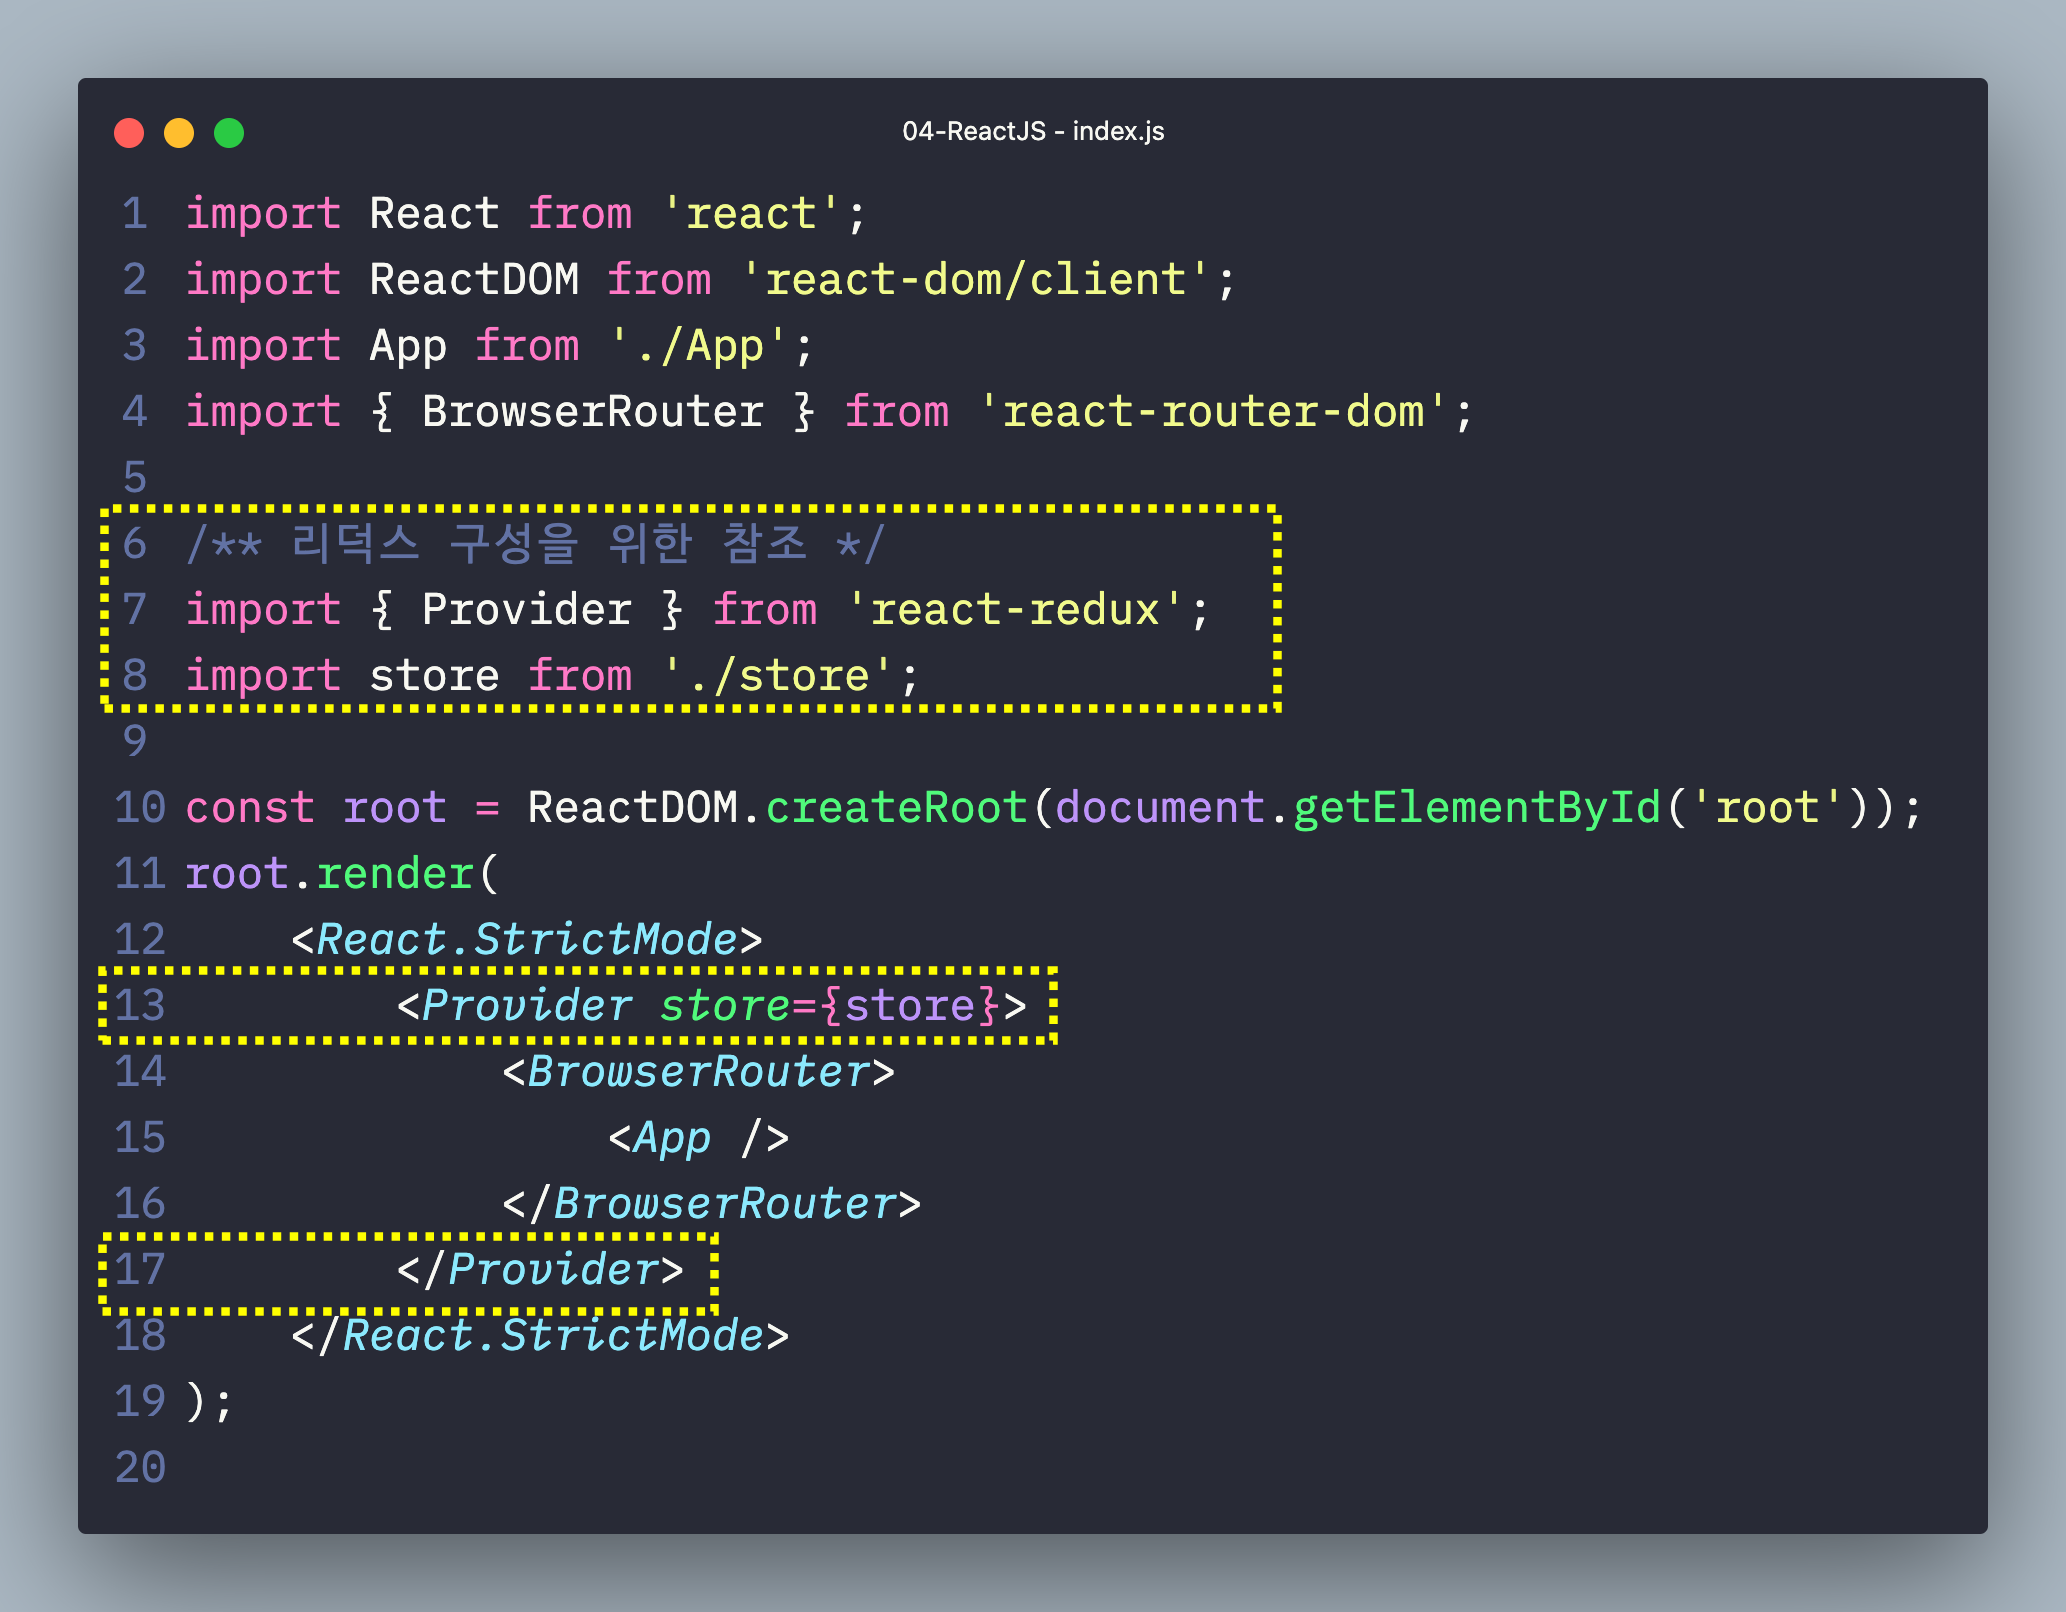 04-ReactJS - index.js
1 import React from 'react';
2 import ReactDOM from 'react-dom/client';
3 import App from './App';
4 import { BrowserRouter } from 'react-router-dom';
5
6 /** 리덕스 구성을 위한 참조 */
7 import { Provider } from 'react-redux';
8 import store from './store';
9
10 const root = ReactDOM.createRoot(document.getElementById('root'));
11 root.render(
12     <React.StrictMode>
13         <Provider store={store}>
14             <BrowserRouter>
15                 <App />
16             </BrowserRouter>
17         </Provider>
18     </React.StrictMode>
19 );
20